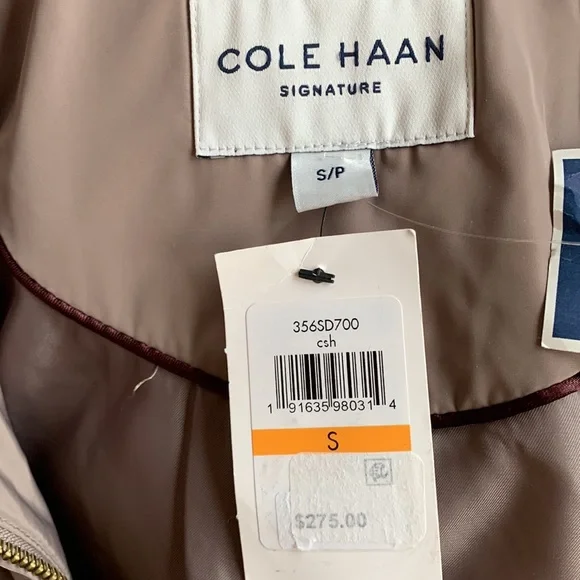 COLE HAAN
SIGNATURE
S/P
356SD700
csh
1 91635 98031 4
S
$275.00